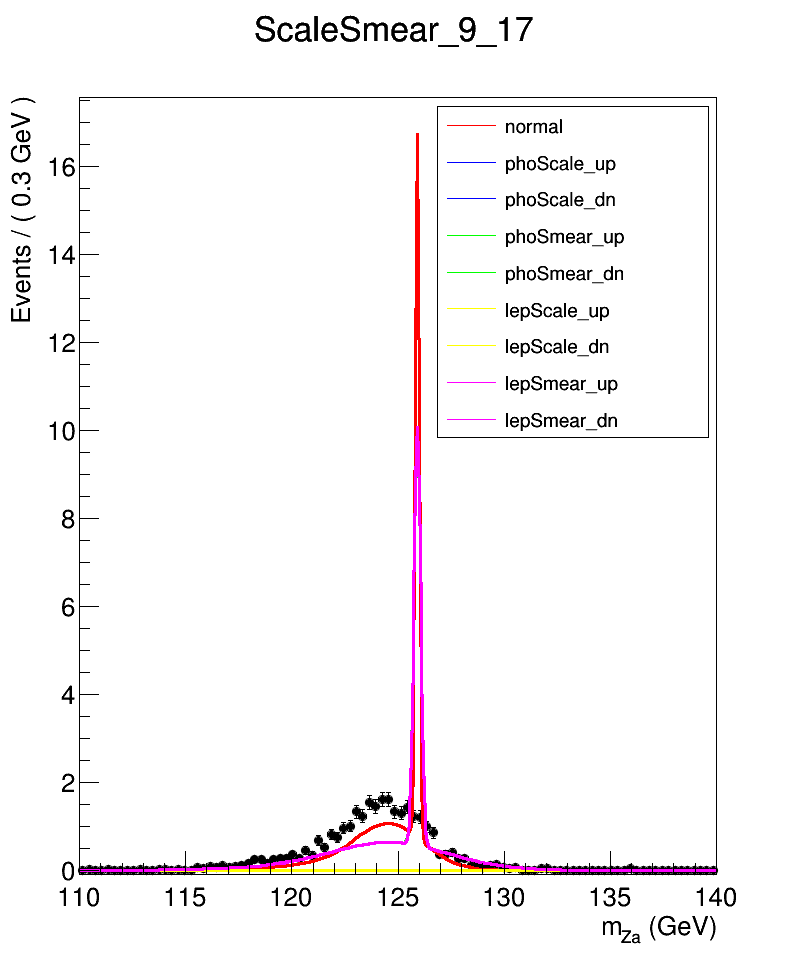 ScaleSmear_9_17
Events / ( 0.3 GeV )
normal
phoScale_up
phoScale_dn
phoSmear_up
phoSmear_dn
lepScale_up
lepScale_dn
lepSmear_up
lepSmear_dn
16
14
12
10
8
6
4
2
0
110 115 120 125 130 135 140
m_Za (GeV)